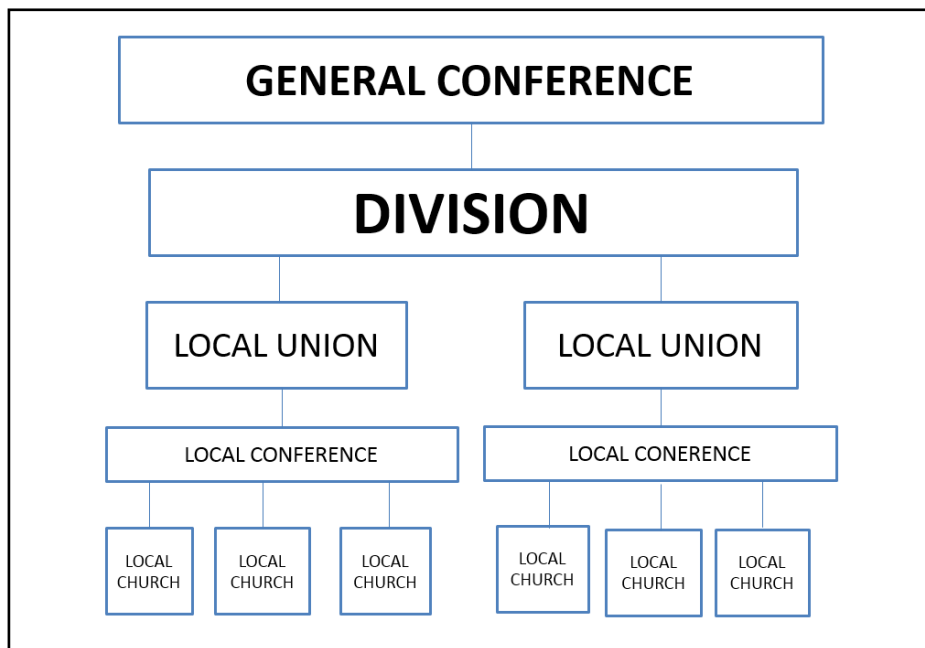 GENERAL CONFERENCE
DIVISION
LOCAL UNION
LOCAL UNION
LOCAL CONFERENCE
LOCAL CONERENCE
LOCAL
CHURCH
LOCAL
CHURCH
LOCAL
CHURCH
LOCAL
CHURCH
LOCAL
CHURCH
LOCAL
CHURCH